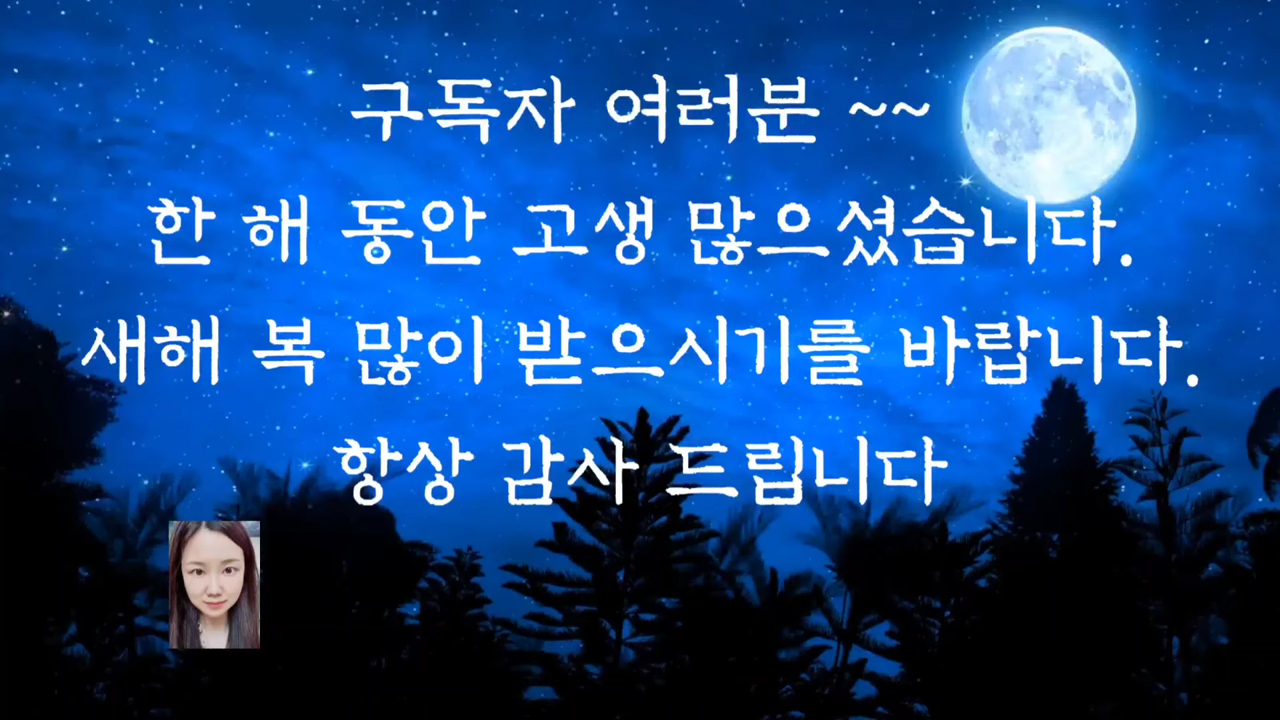 구독자 여러분 ~~
한 해 동안 고생 많으셨습니다.
새해 복 많이 받으시기를 바랍니다.
항상 감사 드립니다